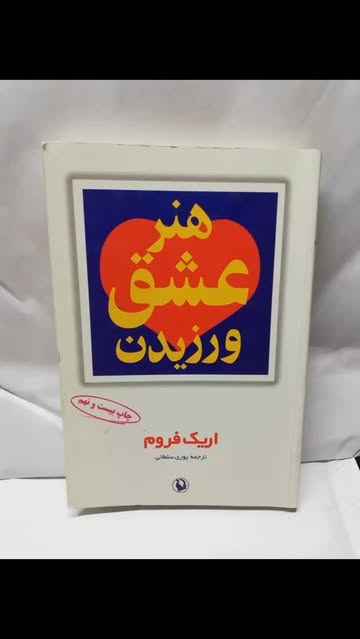 هنر
عشق
ورزیدن
چاپ بیست و نهم
اریک فروم
ترجمهٔ پوری سلطانی